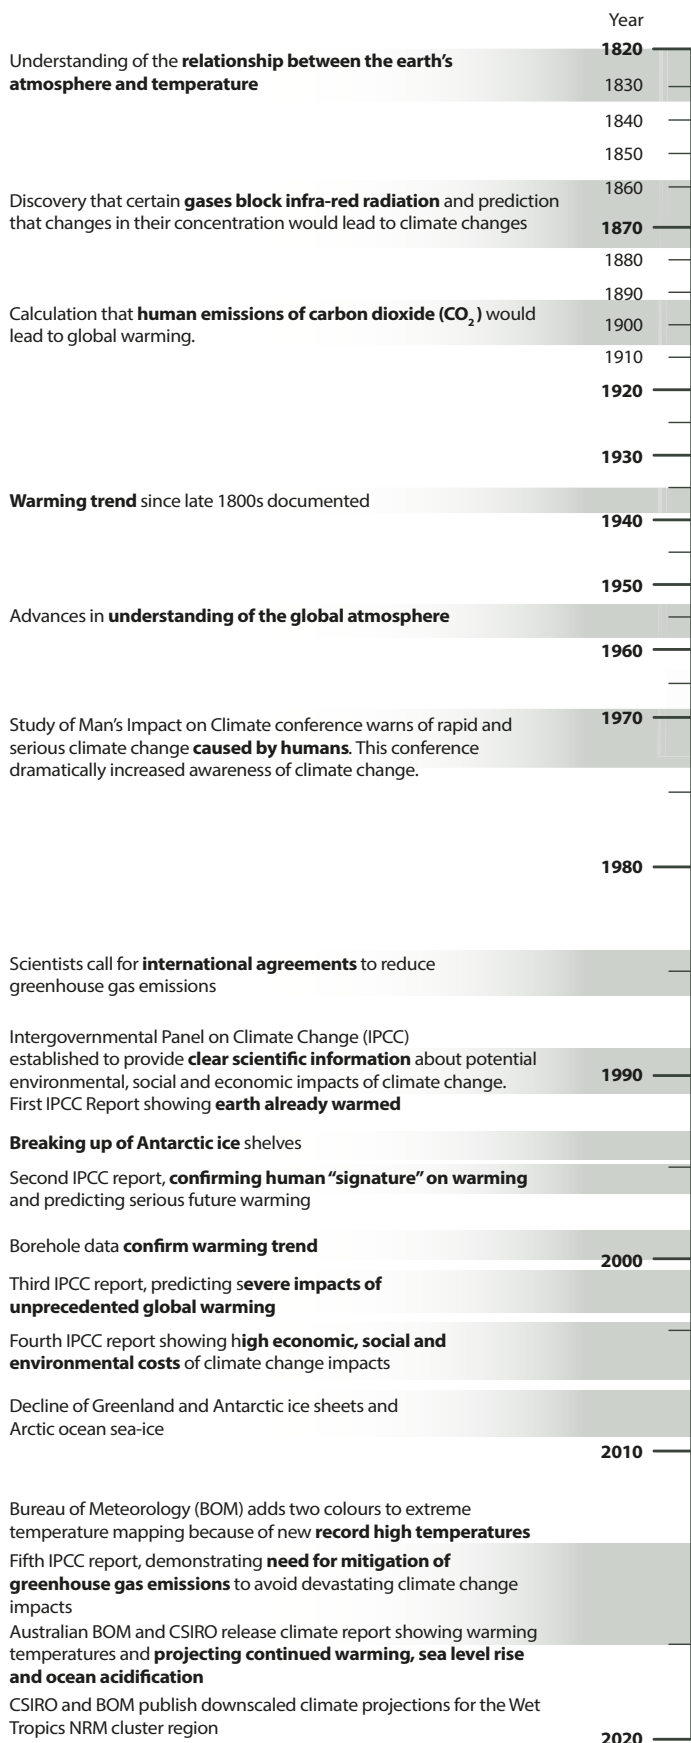 Year
Understanding of the relationship between the earth's
atmosphere and temperature
1820
1830
1840
1850
1860
Discovery that certain gases block infra-red radiation and prediction
that changes in their concentration would lead to climate changes
1870
1880
1890
Calculation that human emissions of carbon dioxide (CO₂) would
lead to global warming.
1900
1910
1920
1930
Warming trend since late 1800s documented
1940
1950
Advances in understanding of the global atmosphere
1960
1970
Study of Man's Impact on Climate conference warns of rapid and
serious climate change caused by humans. This conference
dramatically increased awareness of climate change.
1980
Scientists call for international agreements to reduce
greenhouse gas emissions
Intergovernmental Panel on Climate Change (IPCC)
established to provide clear scientific information about potential
environmental, social and economic impacts of climate change.
First IPCC Report showing earth already warmed
1990
Breaking up of Antarctic ice shelves
Second IPCC report, confirming human "signature" on warming
and predicting serious future warming
Borehole data confirm warming trend
2000
Third IPCC report, predicting severe impacts of
unprecedented global warming
Fourth IPCC report showing high economic, social and
environmental costs of climate change impacts
Decline of Greenland and Antarctic ice sheets and
Arctic ocean sea-ice
2010
Bureau of Meteorology (BOM) adds two colours to extreme
temperature mapping because of new record high temperatures
Fifth IPCC report, demonstrating need for mitigation of
greenhouse gas emissions to avoid devastating climate change
impacts
Australian BOM and CSIRO release climate report showing warming
temperatures and projecting continued warming, sea level rise
and ocean acidification
CSIRO and BOM publish downscaled climate projections for the Wet
Tropics NRM cluster region
2020